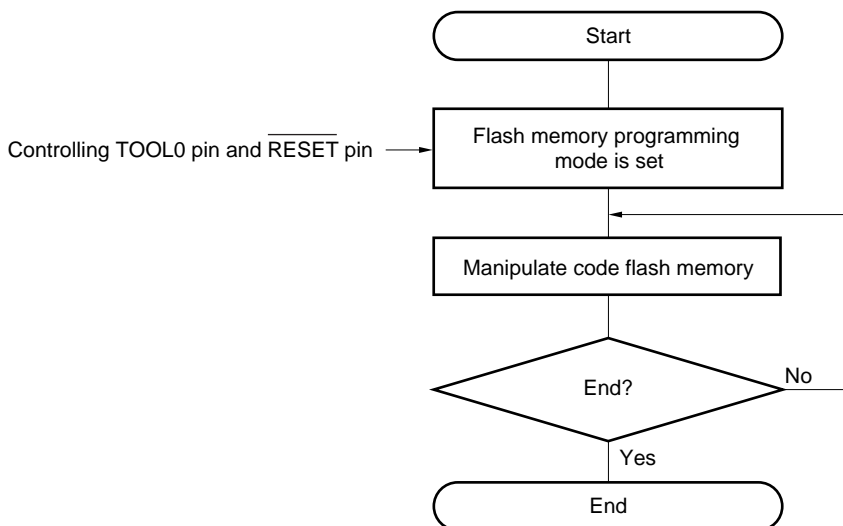 Start
Controlling TOOL0 pin and RESET pin
Flash memory programming
mode is set
Manipulate code flash memory
End?
No
Yes
End